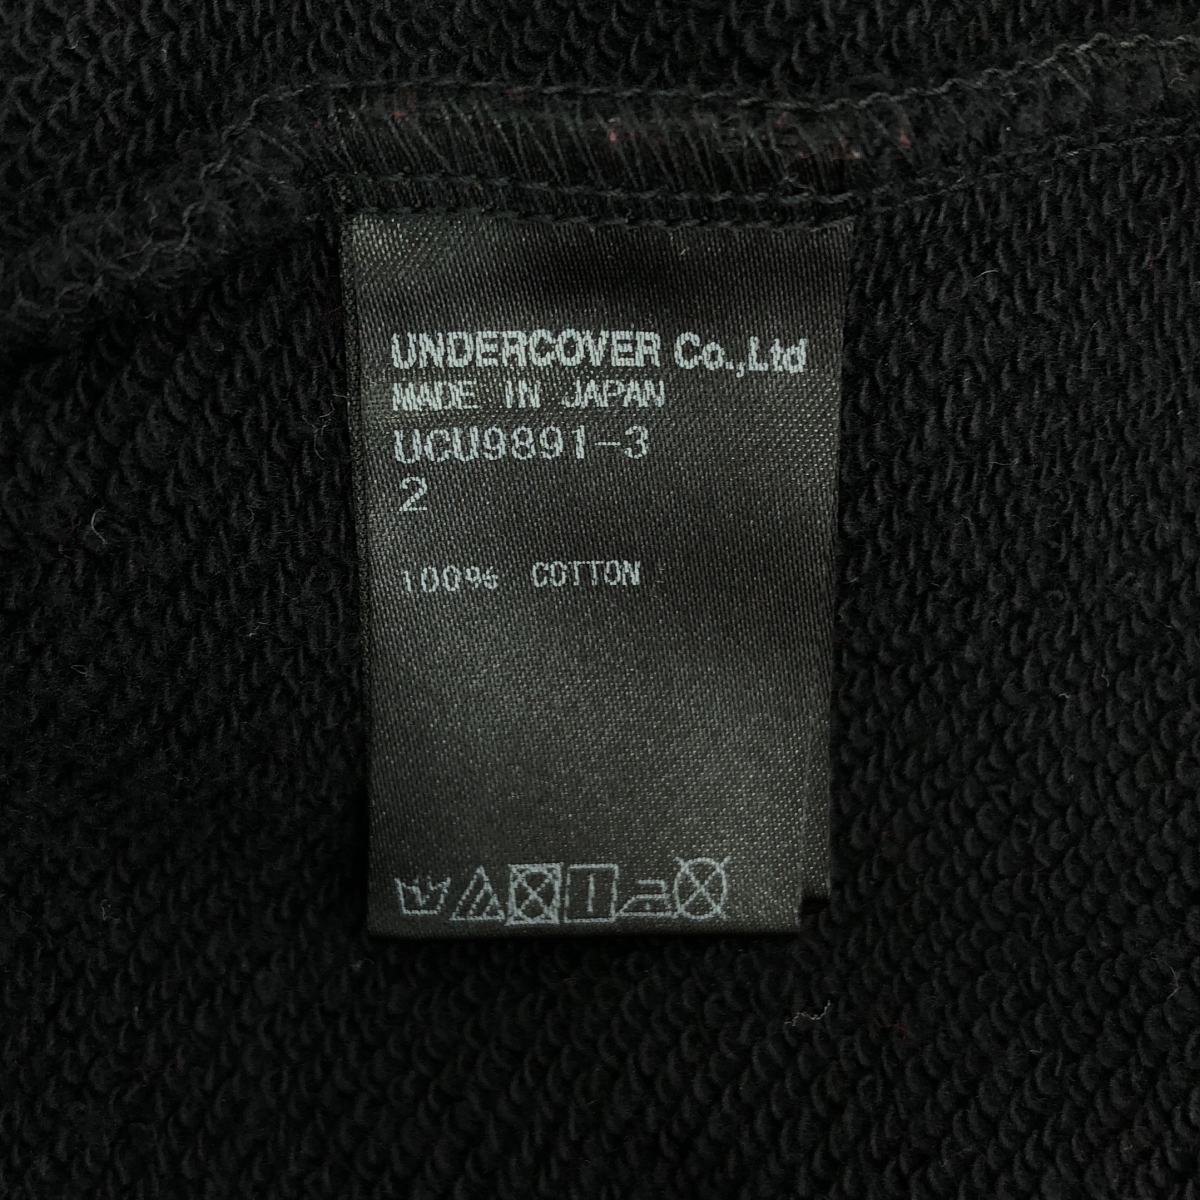 UNDERCOVER Co.,Ltd
MADE IN JAPAN
UCU9891-3
2
100% COTTON